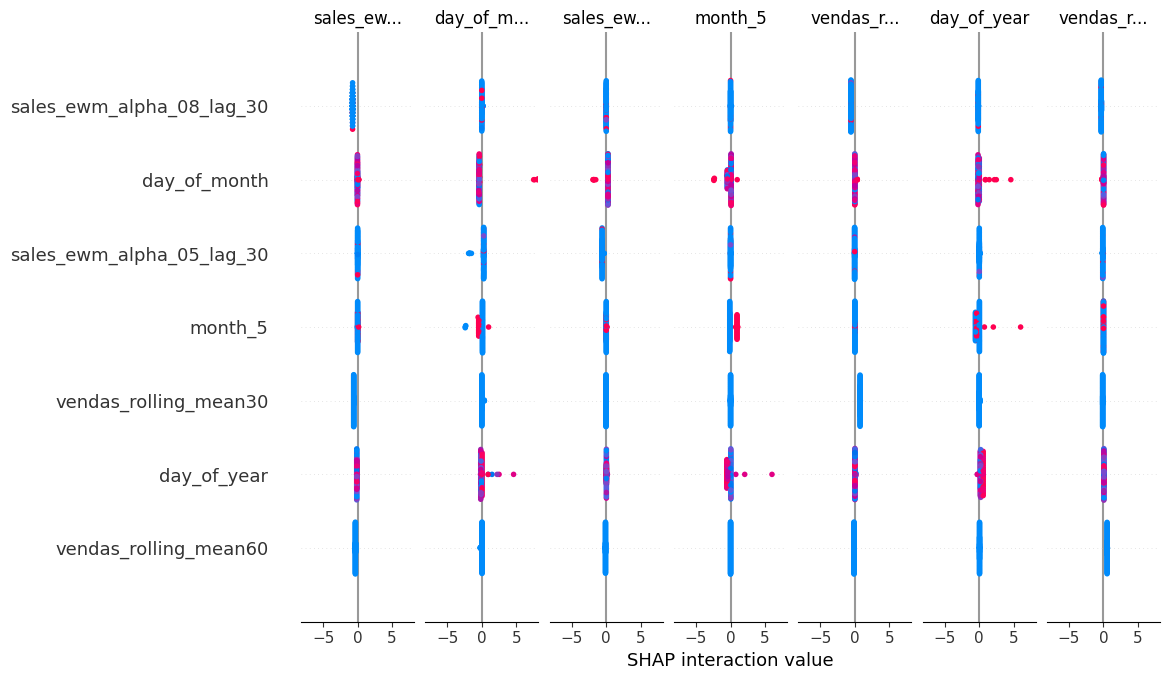 sales_ew... day_of_m... sales_ew... month_5 vendas_r... day_of_year vendas_r...
sales_ewm_alpha_08_lag_30
day_of_month
sales_ewm_alpha_05_lag_30
month_5
vendas_rolling_mean30
day_of_year
vendas_rolling_mean60
−5 0 5 −5 0 5 −5 0 5 −5 0 5 −5 0 5 −5 0 5 −5 0 5
SHAP interaction value